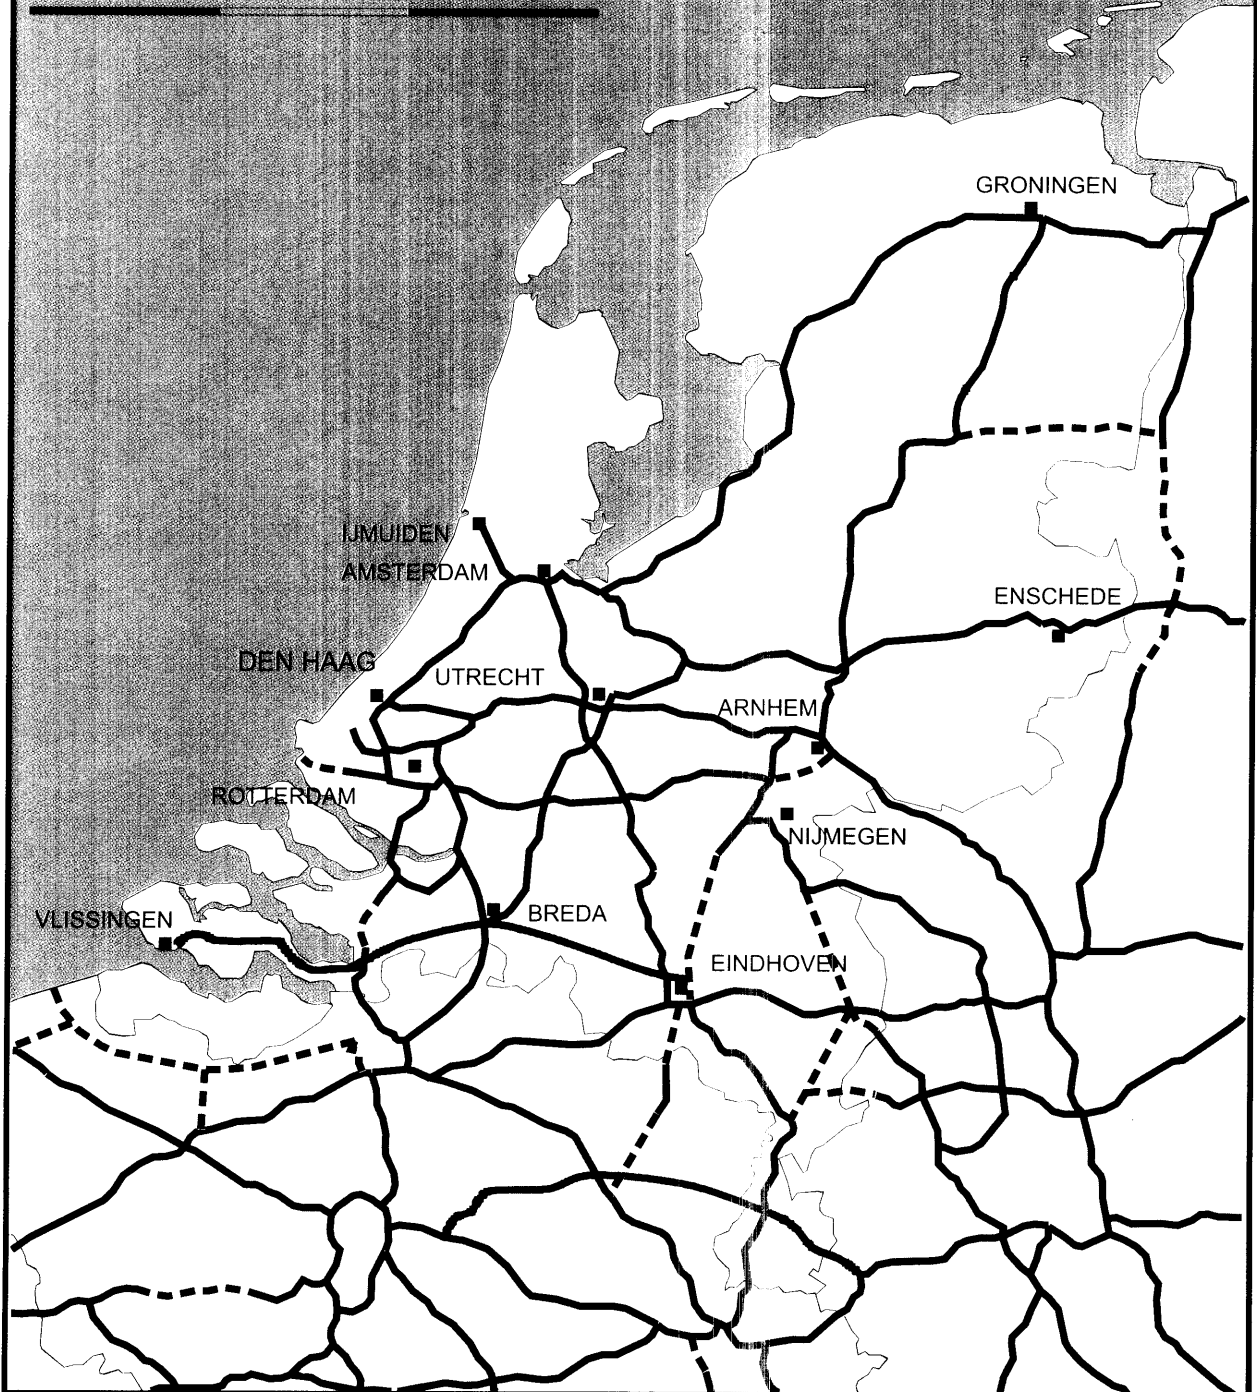 GRONINGEN
IJMUIDEN
AMSTERDAM
ENSCHEDE
DEN HAAG
UTRECHT
ARNHEM
ROTTERDAM
NIJMEGEN
VLISSINGEN
BREDA
EINDHOVEN